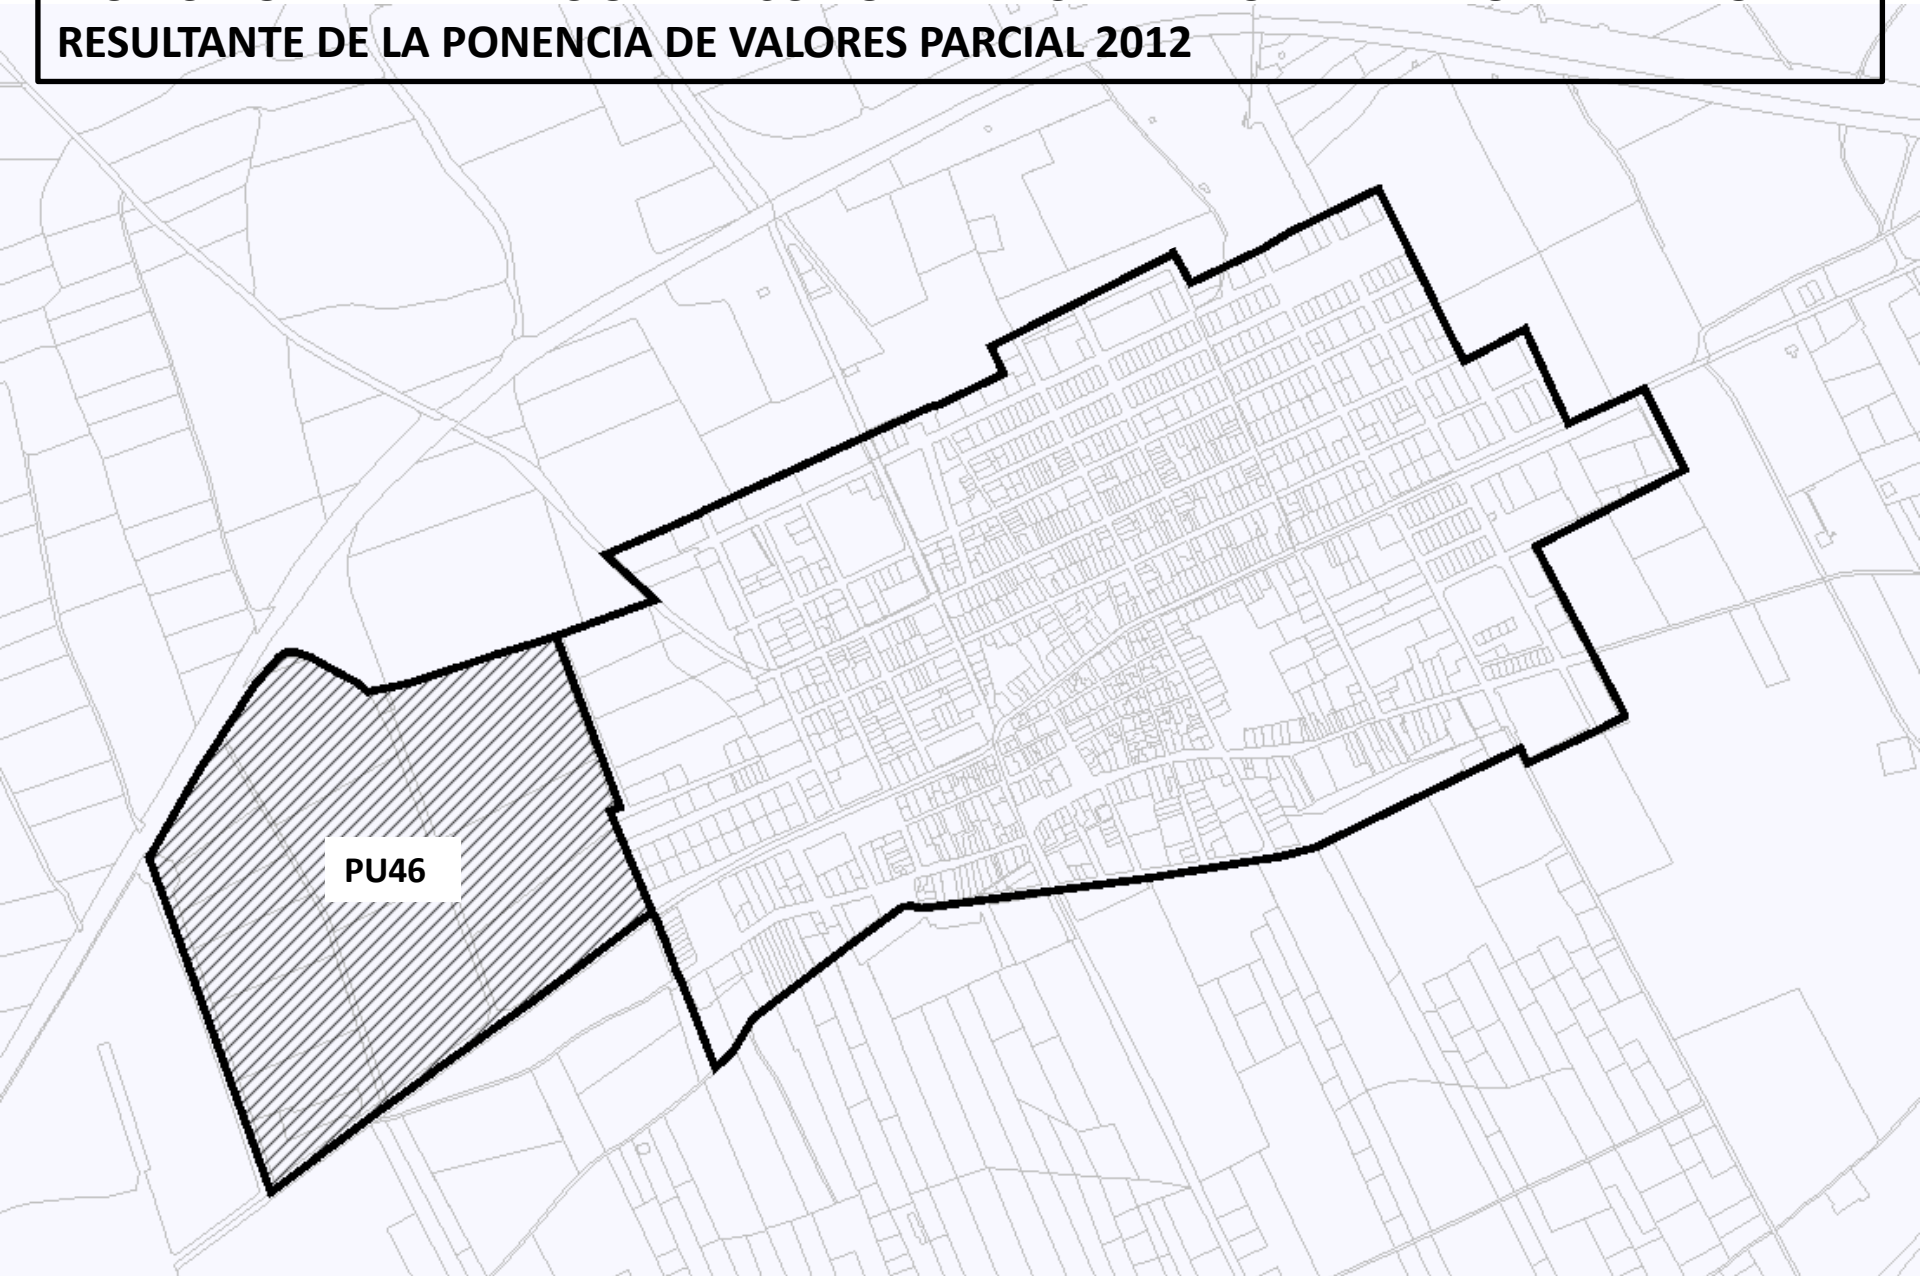 RESULTANTE DE LA PONENCIA DE VALORES PARCIAL 2012
PU46